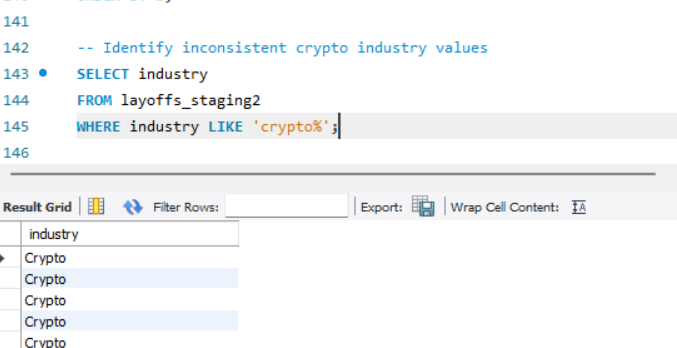 141
142 -- Identify inconsistent crypto industry values
143 SELECT industry
144 FROM layoffs_staging2
145 WHERE industry LIKE 'crypto%';
146
Result Grid Filter Rows: Export: Wrap Cell Content: IA
industry
Crypto
Crypto
Crypto
Crypto
Crypto